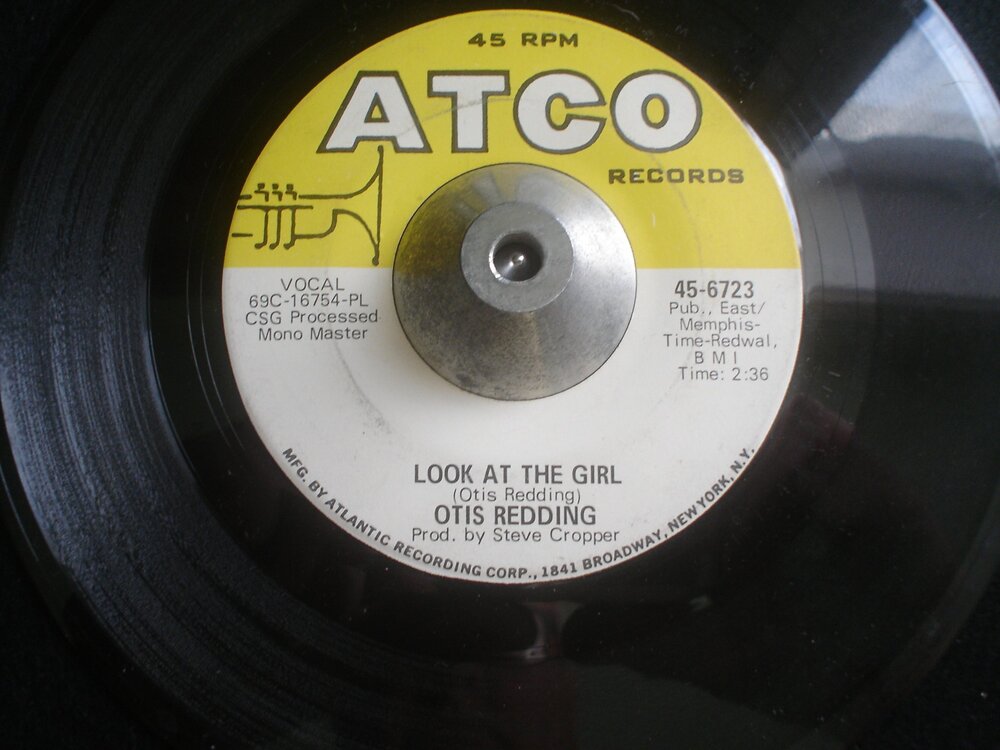 45 RPM
ATCO
RECORDS
VOCAL
69C-16754-PL
CSG Processed
Mono Master
45-6723
Pub., East/
Memphis-
Time-Redwal,
B M I
Time: 2:36
LOOK AT THE GIRL
(Otis Redding)
OTIS REDDING
Prod. by Steve Cropper
MFG. BY ATLANTIC RECORDING CORP., 1841 BROADWAY, NEW YORK, N.Y.